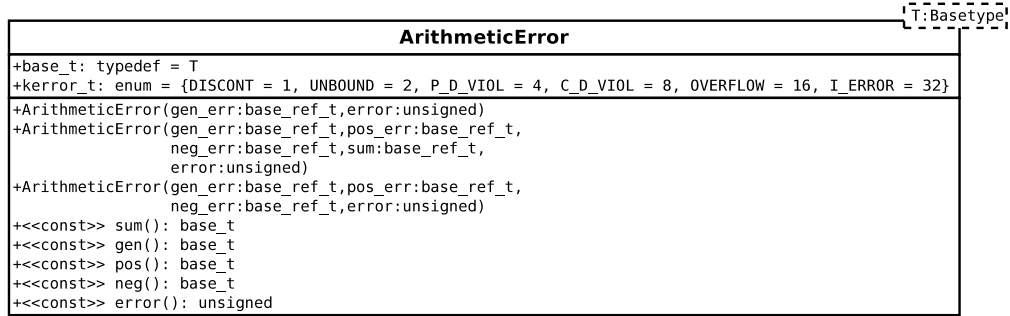 T:Basetype
ArithmeticError
+base_t: typedef = T
+kerror_t: enum = {DISCONT = 1, UNBOUND = 2, P_D_VIOL = 4, C_D_VIOL = 8, OVERFLOW = 16, I_ERROR = 32}
+ArithmeticError(gen_err:base_ref_t,error:unsigned)
+ArithmeticError(gen_err:base_ref_t,pos_err:base_ref_t,
neg_err:base_ref_t,sum:base_ref_t,
error:unsigned)
+ArithmeticError(gen_err:base_ref_t,pos_err:base_ref_t,
neg_err:base_ref_t,error:unsigned)
+<<const>> sum(): base_t
+<<const>> gen(): base_t
+<<const>> pos(): base_t
+<<const>> neg(): base_t
+<<const>> error(): unsigned